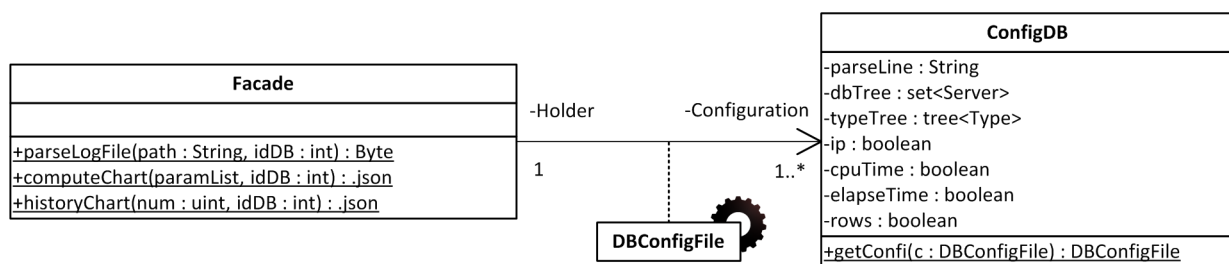 Facade
+parseLogFile(path : String, idDB : int) : Byte
+computeChart(paramList, idDB : int) : .json
+historyChart(num : uint, idDB : int) : .json
-Holder
-Configuration
1
1..*
DBConfigFile
ConfigDB
-parseLine : String
-dbTree : set<Server>
-typeTree : tree<Type>
-ip : boolean
-cpuTime : boolean
-elapseTime : boolean
-rows : boolean
+getConfi(c : DBConfigFile) : DBConfigFile